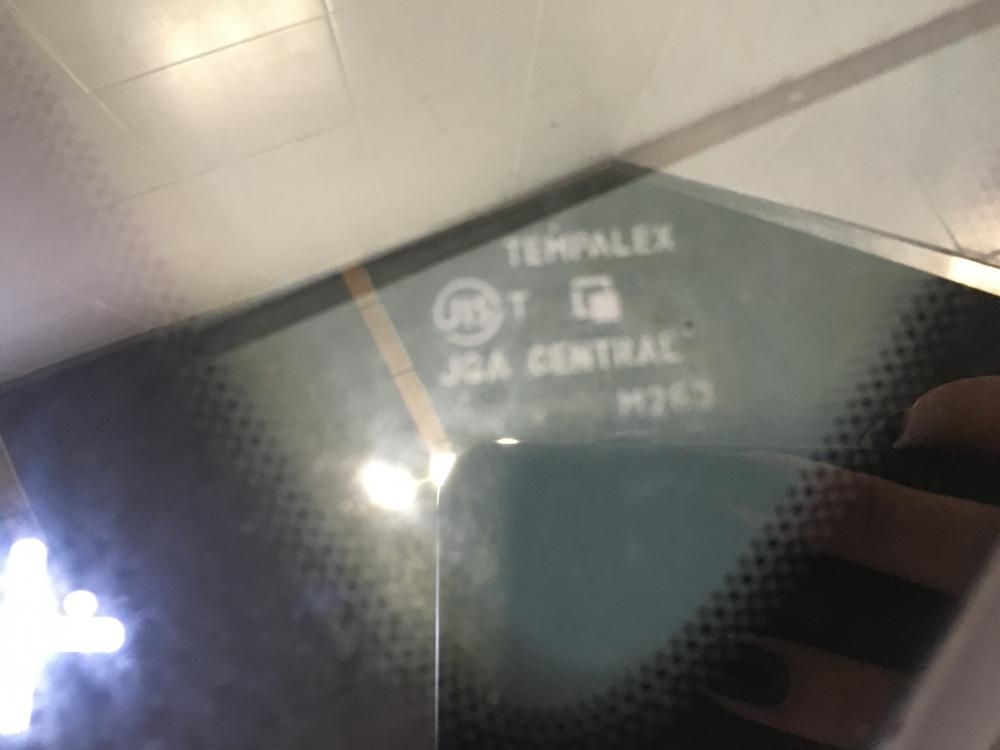 TEMPALEX
T
JGA CENTRAL
M263